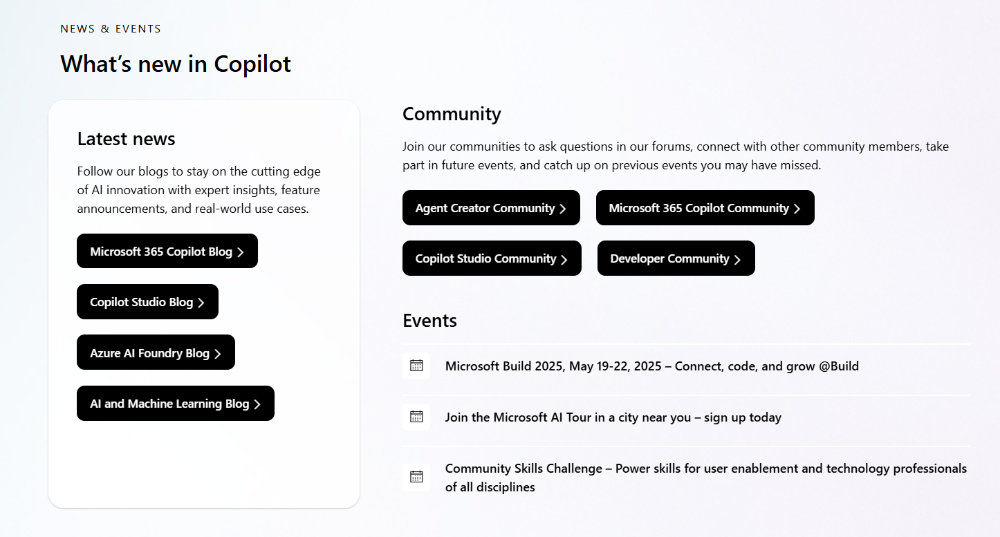 NEWS & EVENTS
What’s new in Copilot
Latest news
Follow our blogs to stay on the cutting edge
of AI innovation with expert insights, feature
announcements, and real-world use cases.
Microsoft 365 Copilot Blog
Copilot Studio Blog
Azure AI Foundry Blog
AI and Machine Learning Blog
Community
Join our communities to ask questions in our forums, connect with other community members, take
part in future events, and catch up on previous events you may have missed.
Agent Creator Community
Microsoft 365 Copilot Community
Copilot Studio Community
Developer Community
Events
Microsoft Build 2025, May 19-22, 2025 – Connect, code, and grow @Build
Join the Microsoft AI Tour in a city near you – sign up today
Community Skills Challenge – Power skills for user enablement and technology professionals
of all disciplines